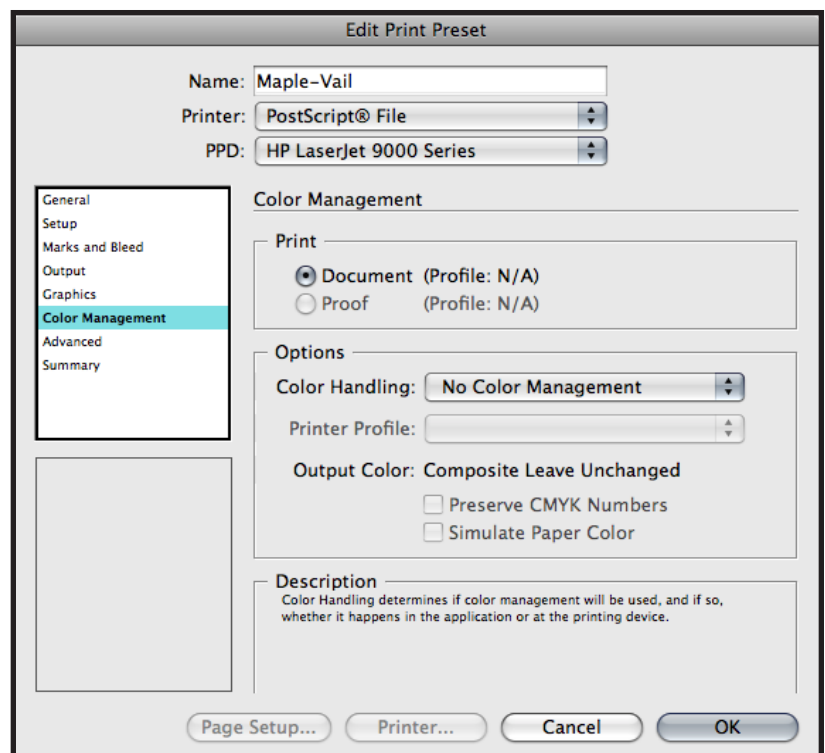 Edit Print Preset
Name: Maple-Vail
Printer: PostScript® File
PPD: HP LaserJet 9000 Series
General
Setup
Marks and Bleed
Output
Graphics
Color Management
Advanced
Summary
Color Management
Print
Document (Profile: N/A)
Proof (Profile: N/A)
Options
Color Handling: No Color Management
Printer Profile:
Output Color: Composite Leave Unchanged
Preserve CMYK Numbers
Simulate Paper Color
Description
Color Handling determines if color management will be used, and if so,
whether it happens in the application or at the printing device.
Page Setup... Printer... Cancel OK